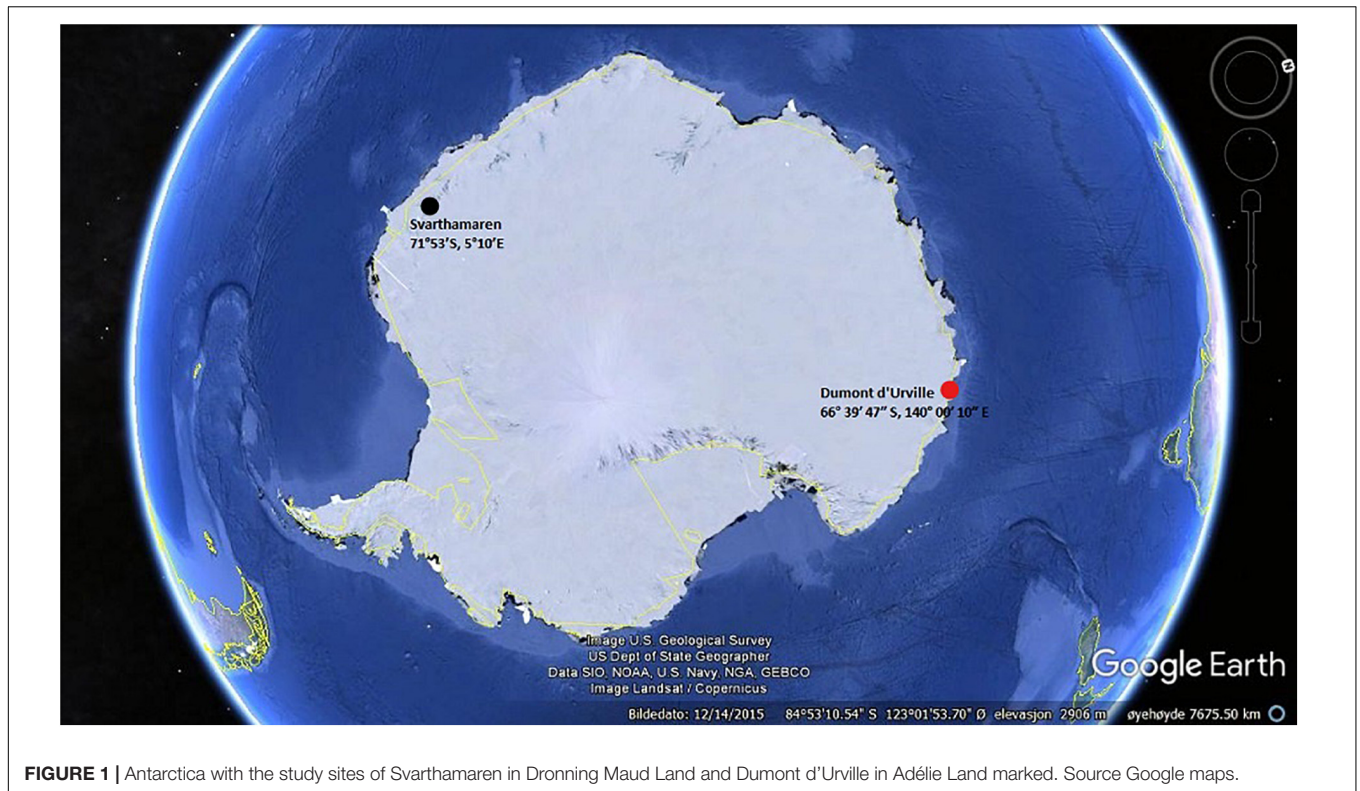 N
Svarthamaren
71°53'S, 5°10'E
Dumont d'Urville
66° 39' 47" S, 140° 00' 10" E
Image U.S. Geological Survey
US Dept of State Geographer
Data SIO, NOAA, U.S. Navy, NGA, GEBCO
Image Landsat / Copernicus
Google Earth
Bildedato: 12/14/2015 84°53'10.54" S 123°01'53.70" Ø elevasjon 2906 m øyehøyde 7675.50 km
FIGURE 1 | Antarctica with the study sites of Svarthamaren in Dronning Maud Land and Dumont d'Urville in Adélie Land marked. Source Google maps.